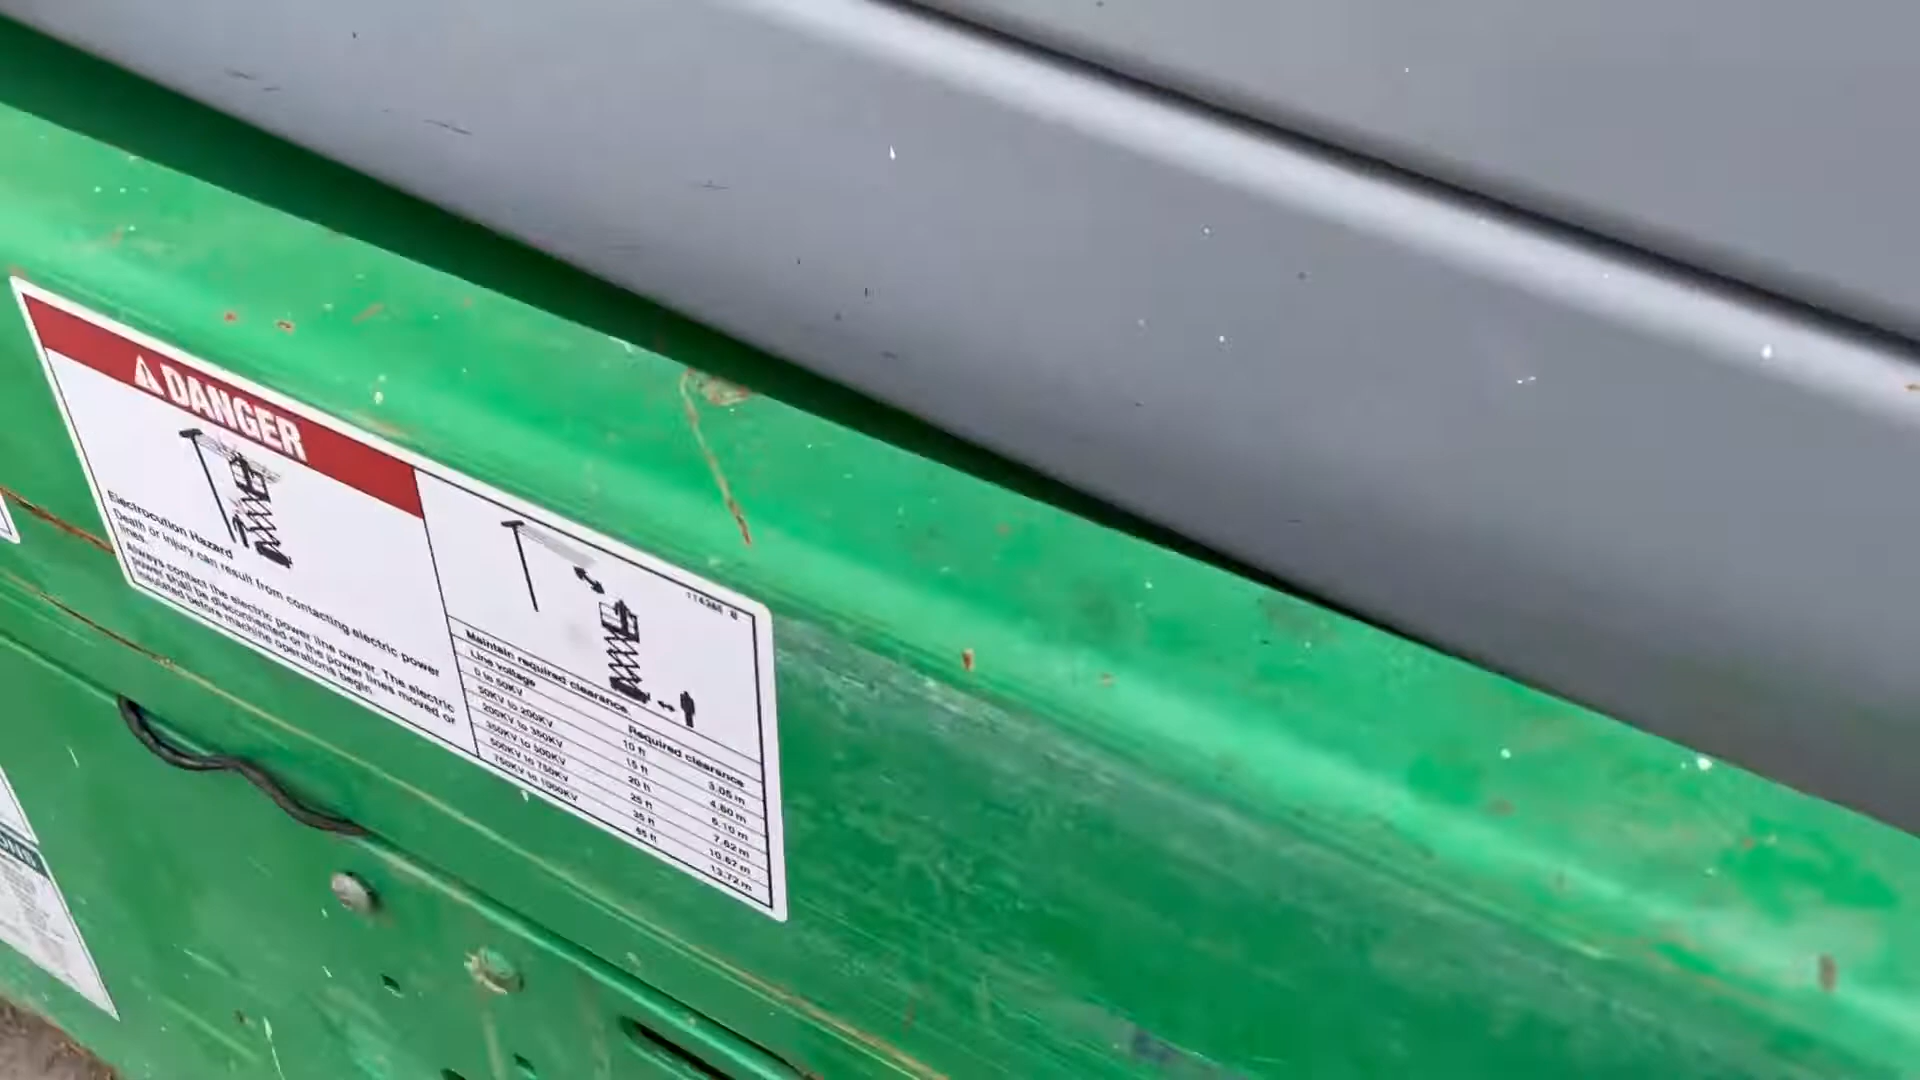 DANGER
Electrocution Hazard
Death or injury can result from contacting electric power
lines.
Always contact the electric power line owner. The electric
power shall be disconnected or the power lines moved or
insulated before machine operations begin.
Maintain required clearance
Line voltage Required clearance
0 to 50KV 10 ft 3.05 m
50KV to 200KV 15 ft 4.60 m
200KV to 350KV 20 ft 6.10 m
350KV to 500KV 25 ft 7.62 m
500KV to 750KV 35 ft 10.67 m
750KV to 1000KV 45 ft 13.72 m